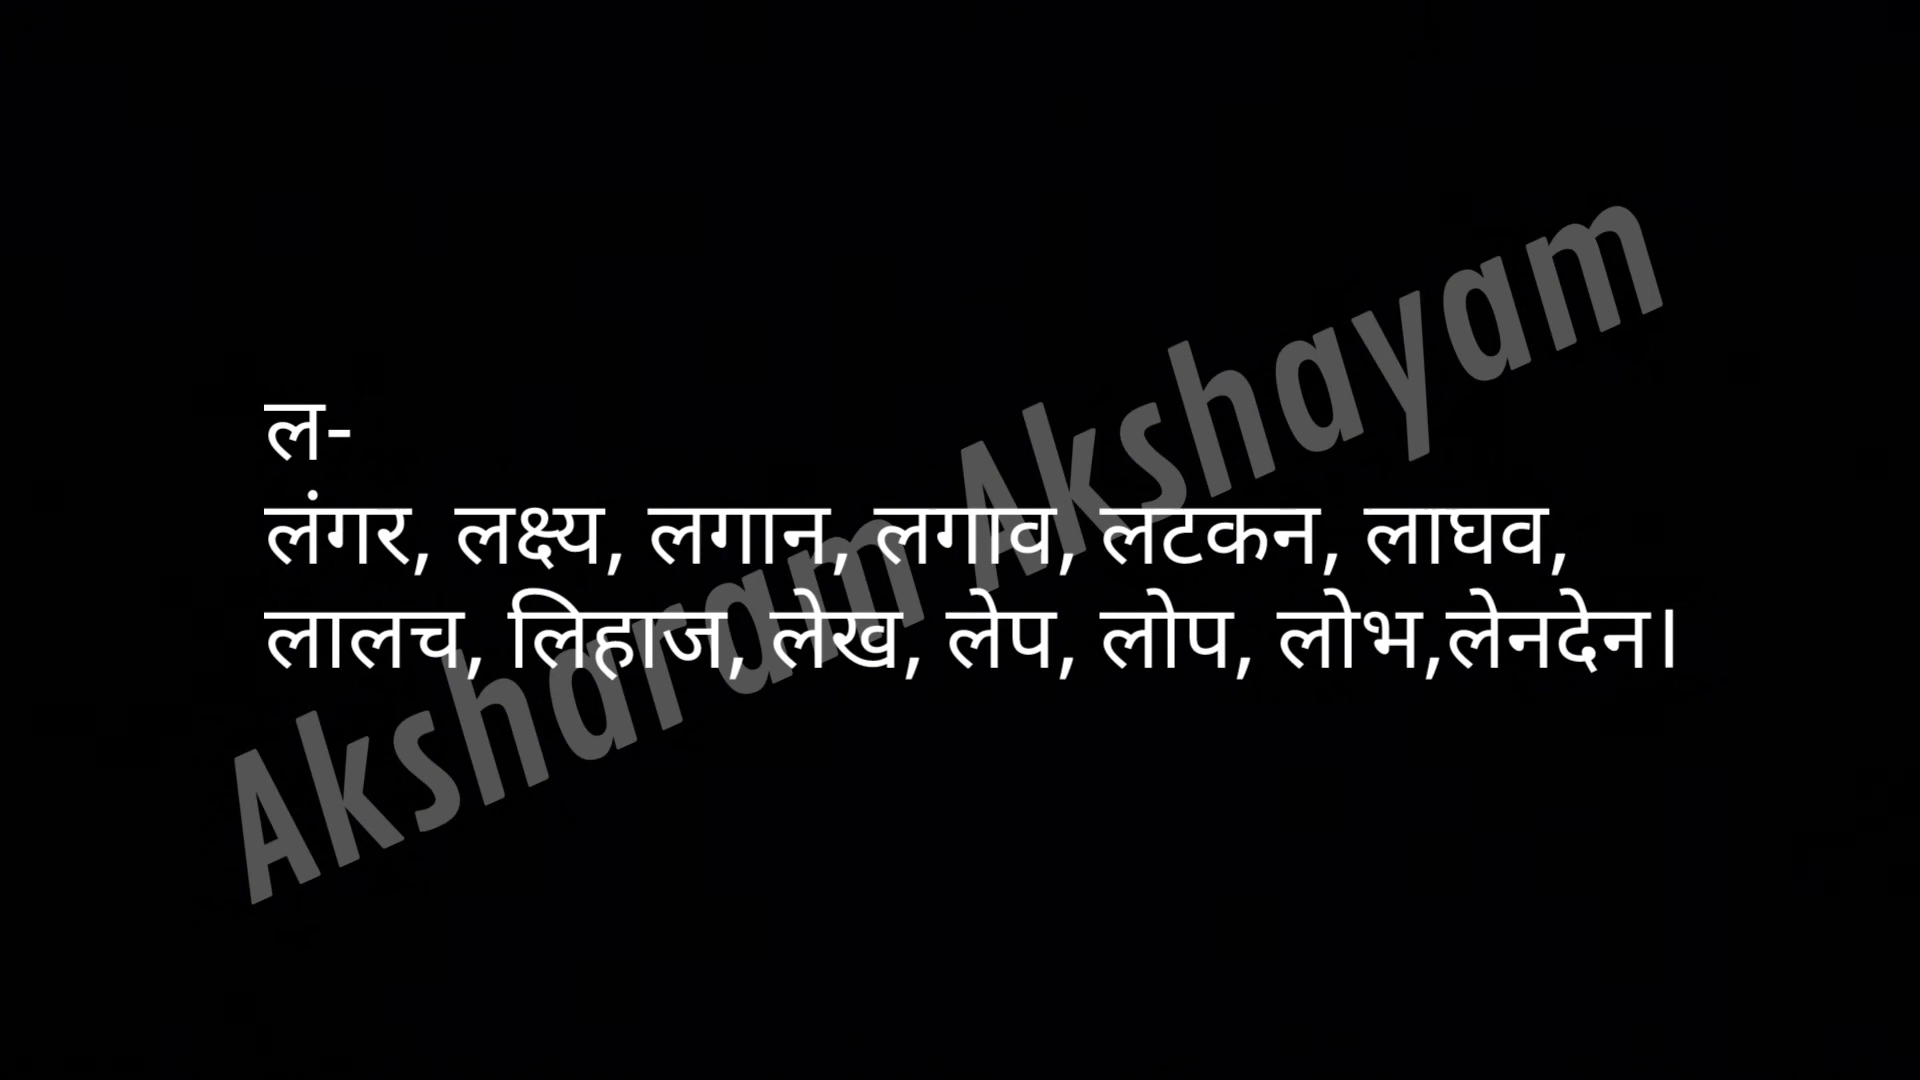 ल-
लंगर, लक्ष्य, लगान, लगाव, लटकन, लाघव,
लालच, लिहाज, लेख, लेप, लोप, लोभ,लेनदेन।
Aksharam Akshayam